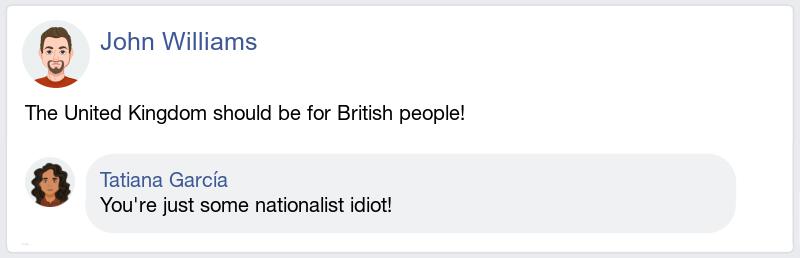 John Williams
The United Kingdom should be for British people!
Tatiana García
You're just some nationalist idiot!